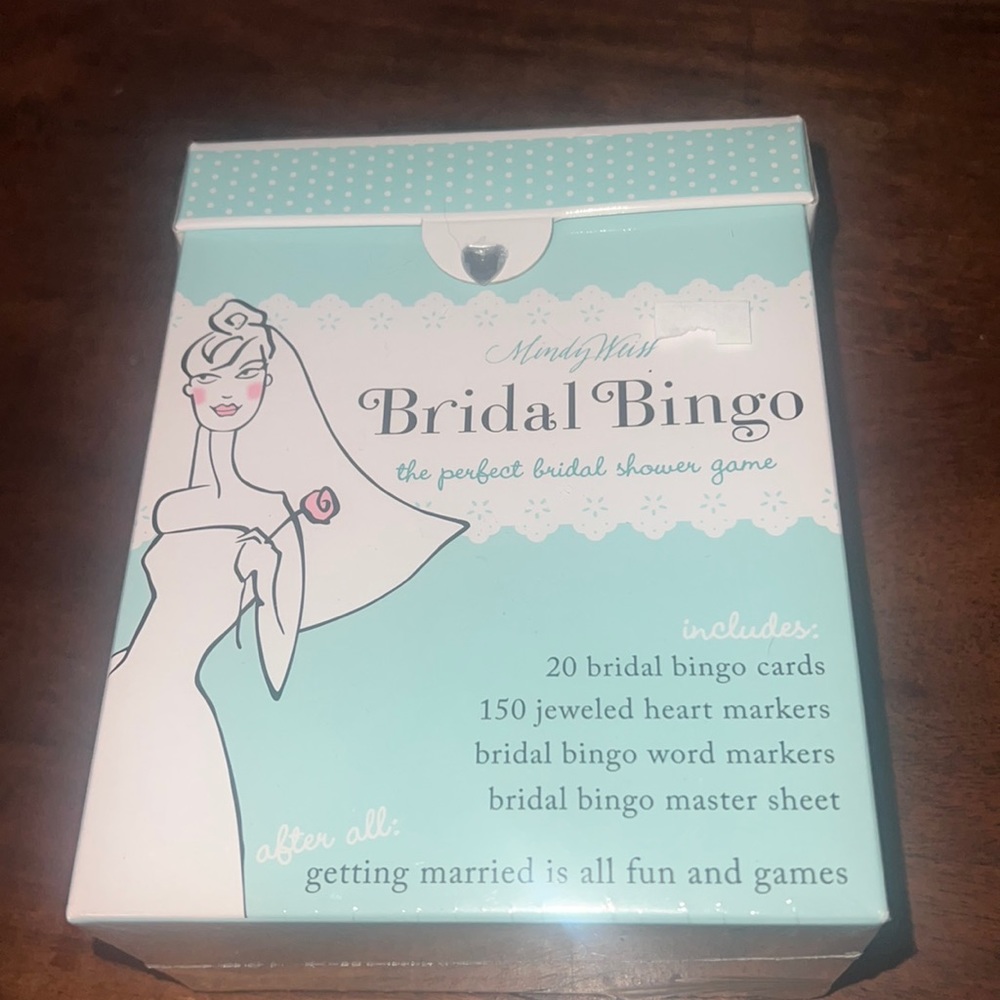 Mindy Weiss
Bridal Bingo
the perfect bridal shower game
includes:
20 bridal bingo cards
150 jeweled heart markers
bridal bingo word markers
bridal bingo master sheet
after all:
getting married is all fun and games